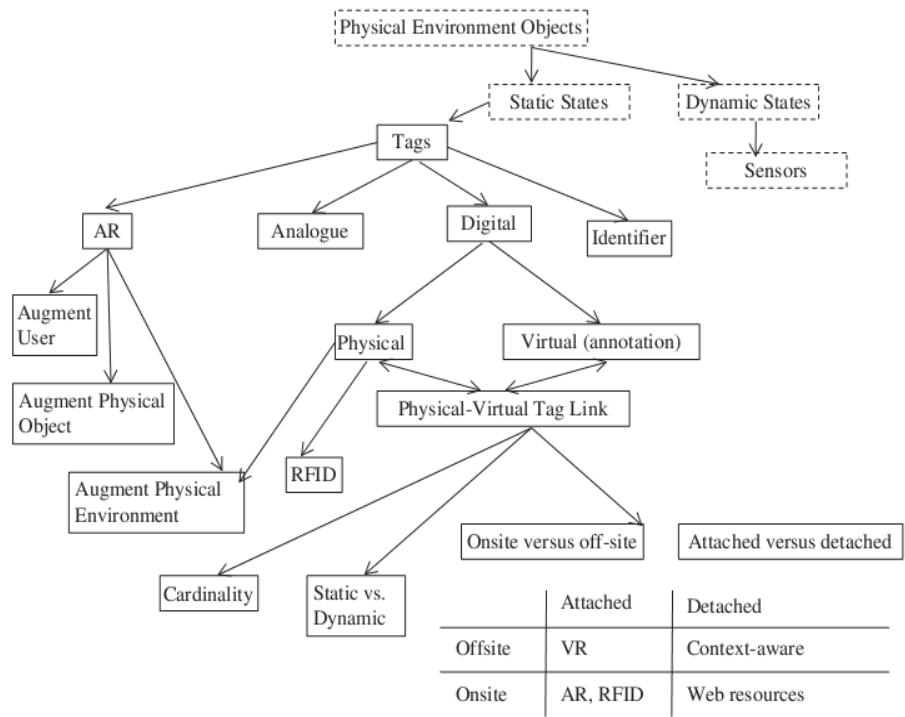 Physical Environment Objects
Static States
Dynamic States
Tags
Sensors
AR
Analogue
Digital
Identifier
Augment
User
Physical
Virtual (annotation)
Augment Physical
Object
Physical-Virtual Tag Link
RFID
Augment Physical
Environment
Onsite versus off-site
Attached versus detached
Cardinality
Static vs.
Dynamic
Attached Detached
Offsite VR Context-aware
Onsite AR, RFID Web resources